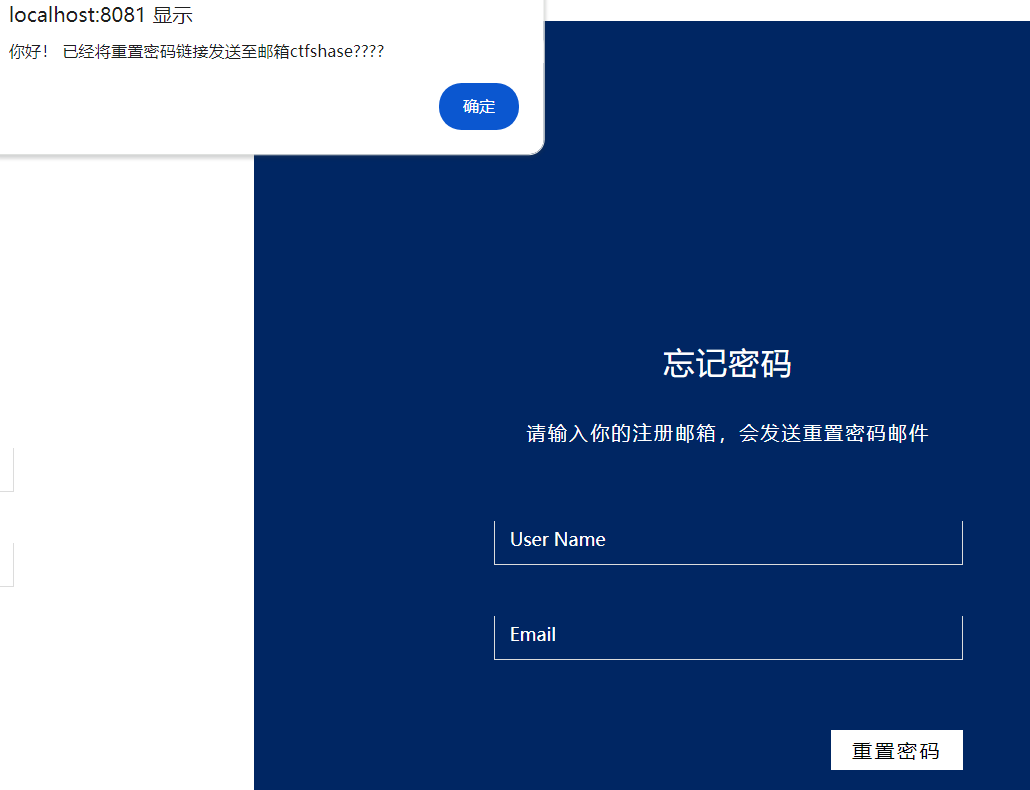 localhost:8081 显示
你好！ 已经将重置密码链接发送至邮箱ctfshase????
确定
忘记密码
请输入你的注册邮箱，会发送重置密码邮件
User Name
Email
重置密码